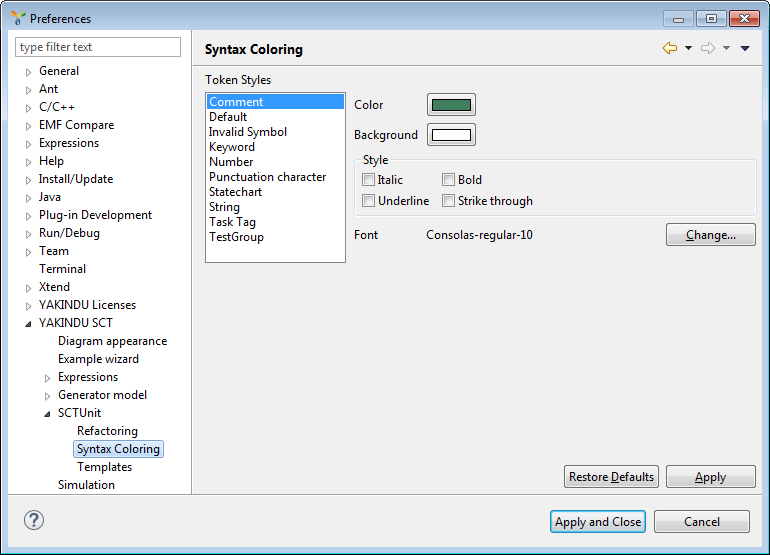 Preferences
type filter text
General
Ant
C/C++
EMF Compare
Expressions
Help
Install/Update
Java
Plug-in Development
Run/Debug
Team
Terminal
Xtend
YAKINDU Licenses
YAKINDU SCT
Diagram appearance
Example wizard
Expressions
Generator model
SCTUnit
Refactoring
Syntax Coloring
Templates
Simulation
Syntax Coloring
Token Styles
Comment
Default
Invalid Symbol
Keyword
Number
Punctuation character
Statechart
String
Task Tag
TestGroup
Color
Background
Style
Italic Bold
Underline Strike through
Font Consolas-regular-10 Change...
Restore Defaults Apply
? Apply and Close Cancel